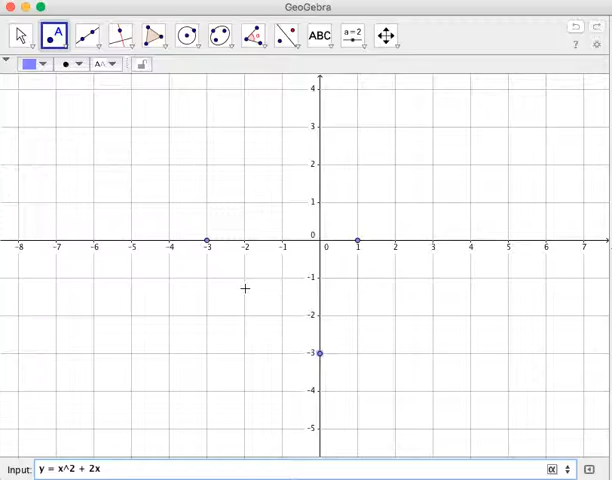 GeoGebra
A ABC a = 2
? 
A^
4
3
2
1
0
-8 -7 -6 -5 -4 -3 -2 -1 0 1 2 3 4 5 6 7
-1
-2
-3
-4
-5
Input: y = x^2 + 2x α